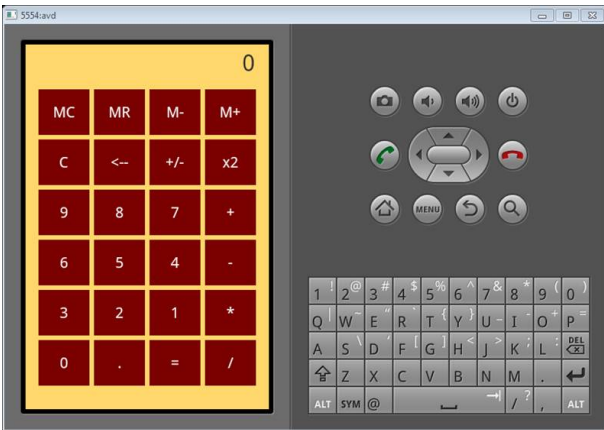 5554:avd
0
MC MR M- M+
C <-- +/- x2
9 8 7 +
6 5 4 -
3 2 1 *
0 . = /
MENU
1 ! 2 @ 3 # 4 $ 5 % 6 ^ 7 & 8 * 9 ( 0 )
Q | W ~ E “ R ` T { Y } U _ I - O + P =
A S \ D ‘ F [ G ] H < J > K ; L : DEL
Z X C V B N M .
ALT SYM @ / ? , ALT